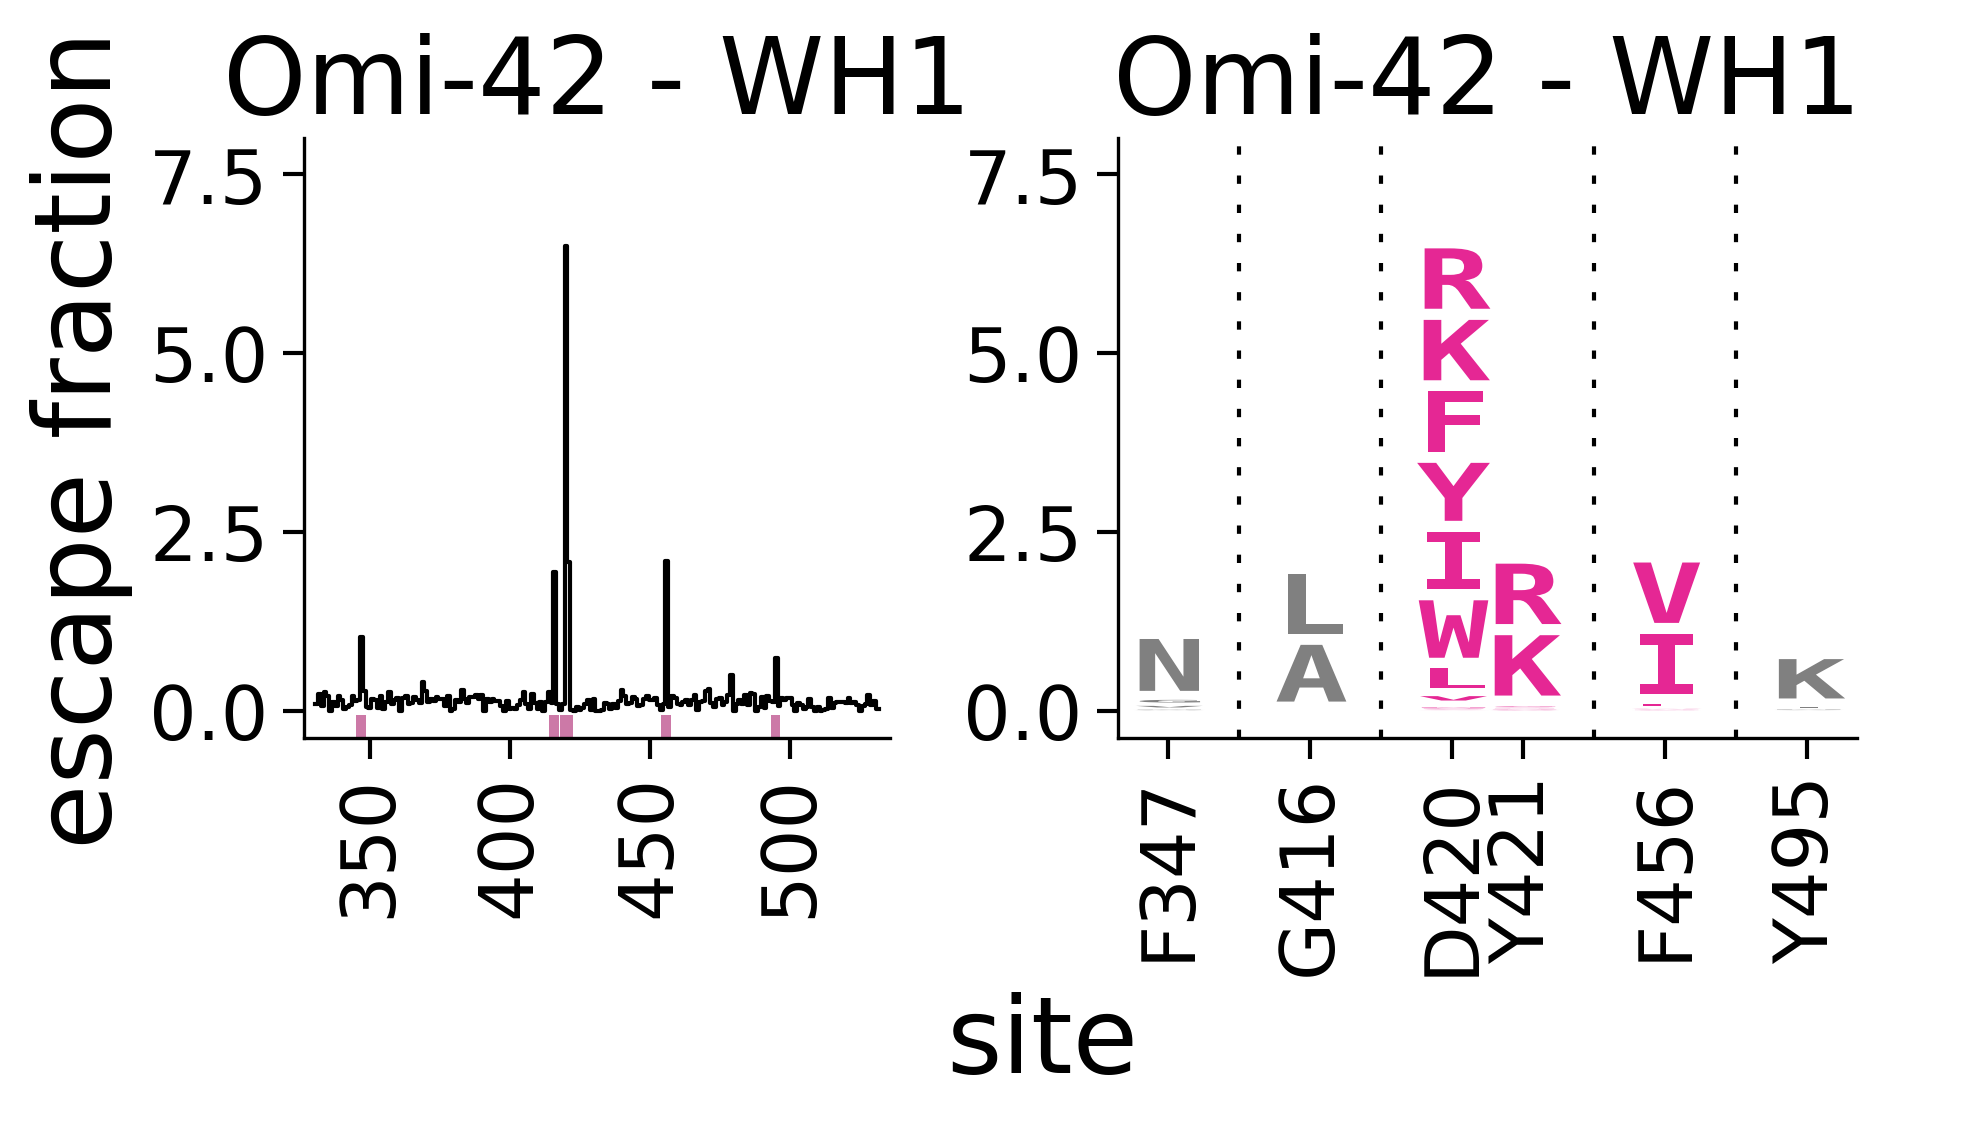 Omi-42 - WH1
Omi-42 - WH1
escape fraction
7.5
5.0
2.5
0.0
350
400
450
500
7.5
5.0
2.5
0.0
N
L
A
R
K
F
Y
I
W
L
R
K
V
I
K
F347
G416
D420
Y421
F456
Y495
site